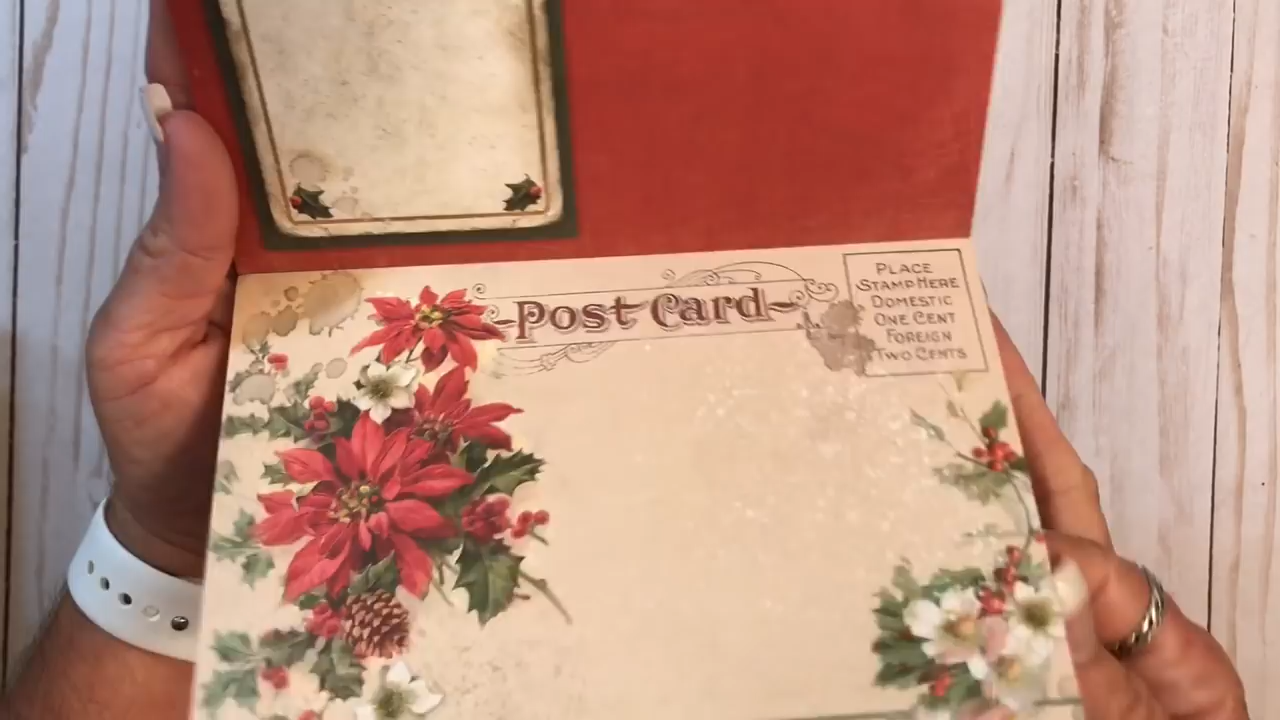 Post Card
PLACE
STAMP HERE
DOMESTIC
ONE CENT
FOREIGN
TWO CENTS